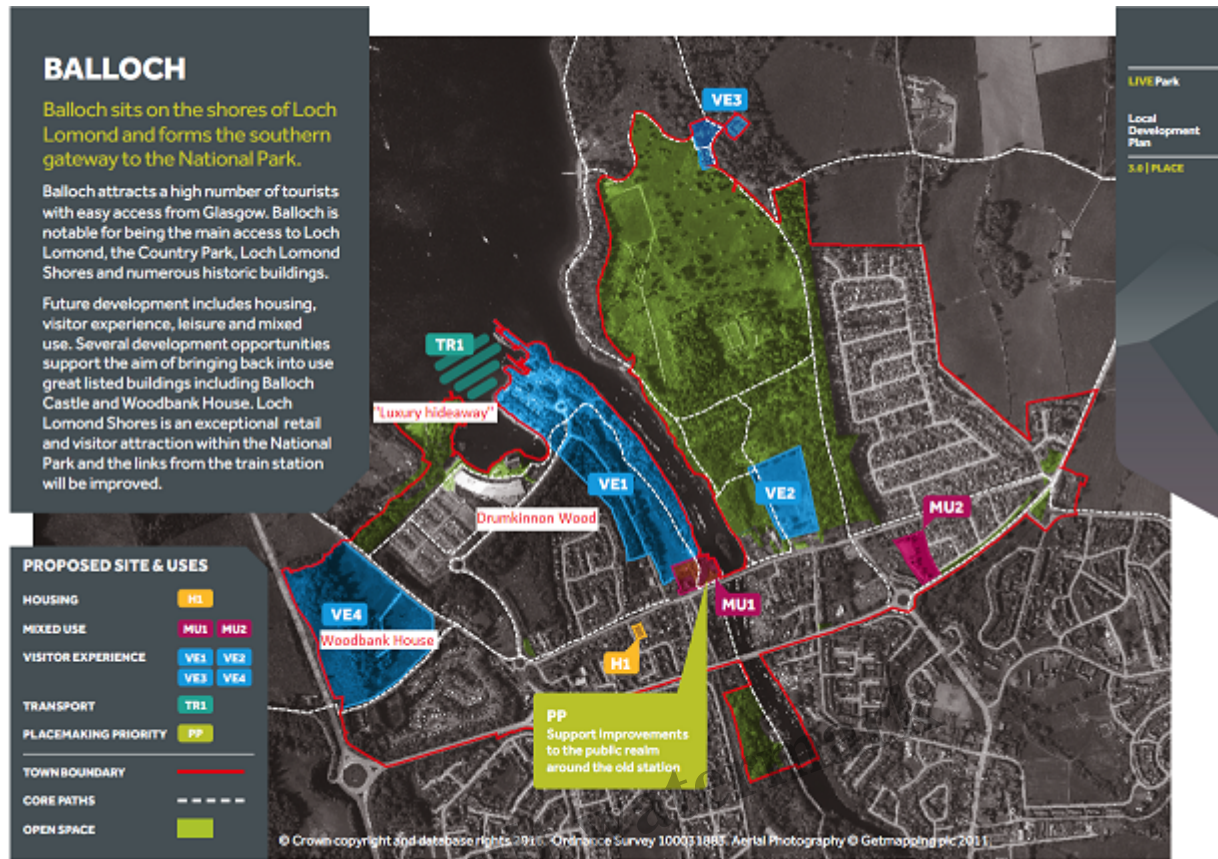 BALLOCH
Balloch sits on the shores of Loch
Lomond and forms the southern
gateway to the National Park.
Balloch attracts a high number of tourists
with easy access from Glasgow. Balloch is
notable for being the main access to Loch
Lomond, the Country Park, Loch Lomond
Shores and numerous historic buildings.
Future development includes housing,
visitor experience, leisure and mixed
use. Several development opportunities
support the aim of bringing back into use
great listed buildings including Balloch
Castle and Woodbank House. Loch
Lomond Shores is an exceptional retail
and visitor attraction within the National
Park and the links from the train station
will be improved.
PROPOSED SITE & USES
HOUSING H1
MIXED USE MU1 MU2
VISITOR EXPERIENCE VE1 VE2
VE3 VE4
TRANSPORT TR1
PLACEMAKING PRIORITY PP
TOWN BOUNDARY
CORE PATHS
OPEN SPACE
VE3
TR1
"Luxury hideaway"
VE1
VE2
Drumkinnon Wood
MU2
VE4
Woodbank House
MU1
H1
PP
Support improvements
to the public realm
around the old station
LIVEPark
Local
Development
Plan
3.0 | PLACE
© Crown copyright and database rights 2016. Ordnance Survey 100031883. Aerial Photography © Getmapping plc 2011